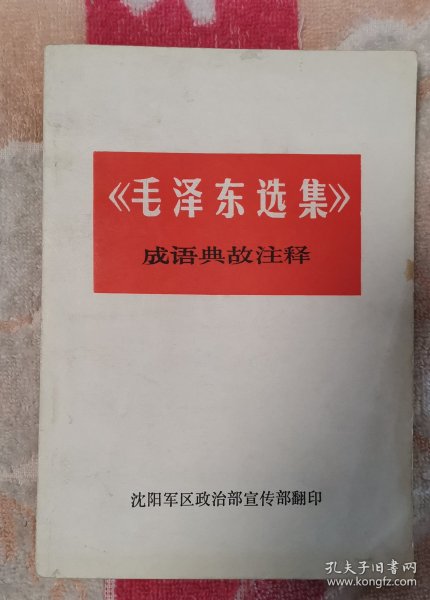 《毛泽东选集》
成语典故注释
沈阳军区政治部宣传部翻印
孔夫子旧书网
www.kongfz.com